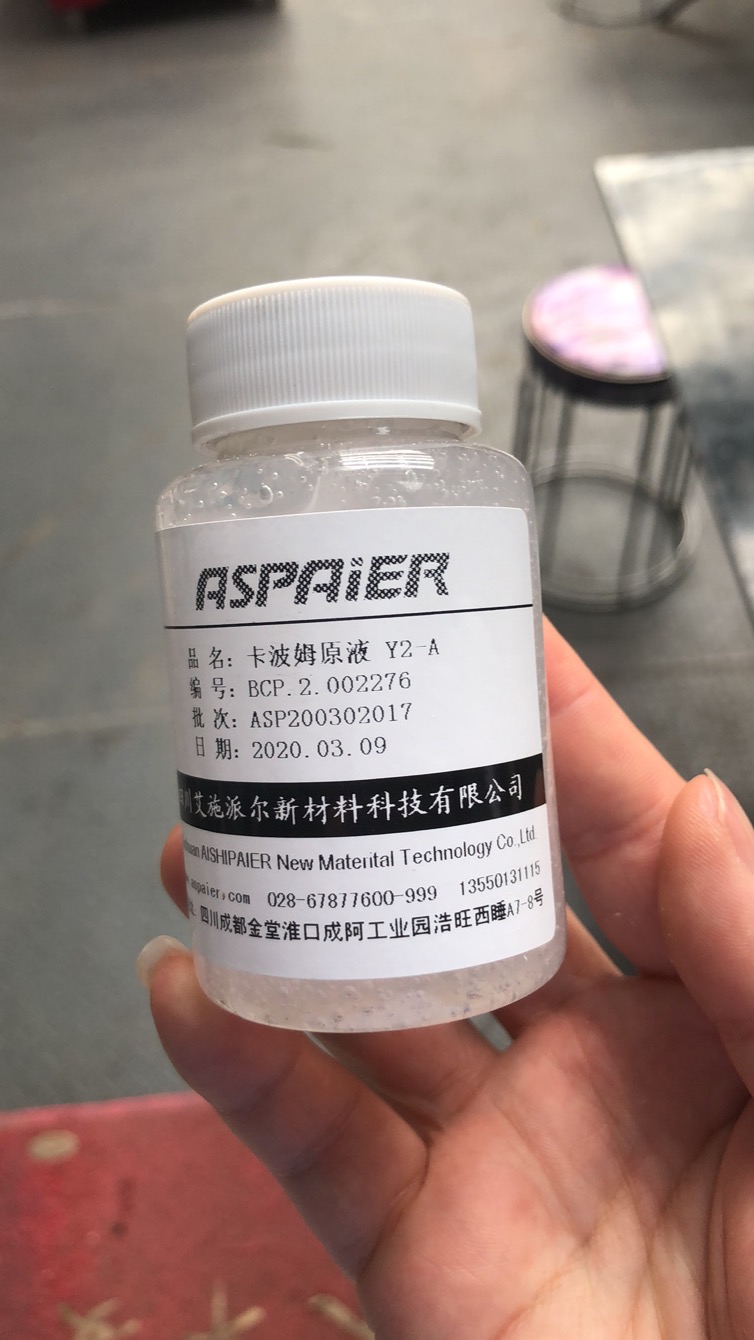 ASPAiER
品 名: 卡波姆原液 Y2-A
编 号: BCP.2.002276
批 次: ASP200302017
日 期: 2020.03.09
四川艾施派尔新材料科技有限公司
AISHIPAIER New Materital Technology Co.,Ltd.
028-67877600-999 13550131115
四川成都金堂淮口成阿工业园浩旺西睡A7-8号